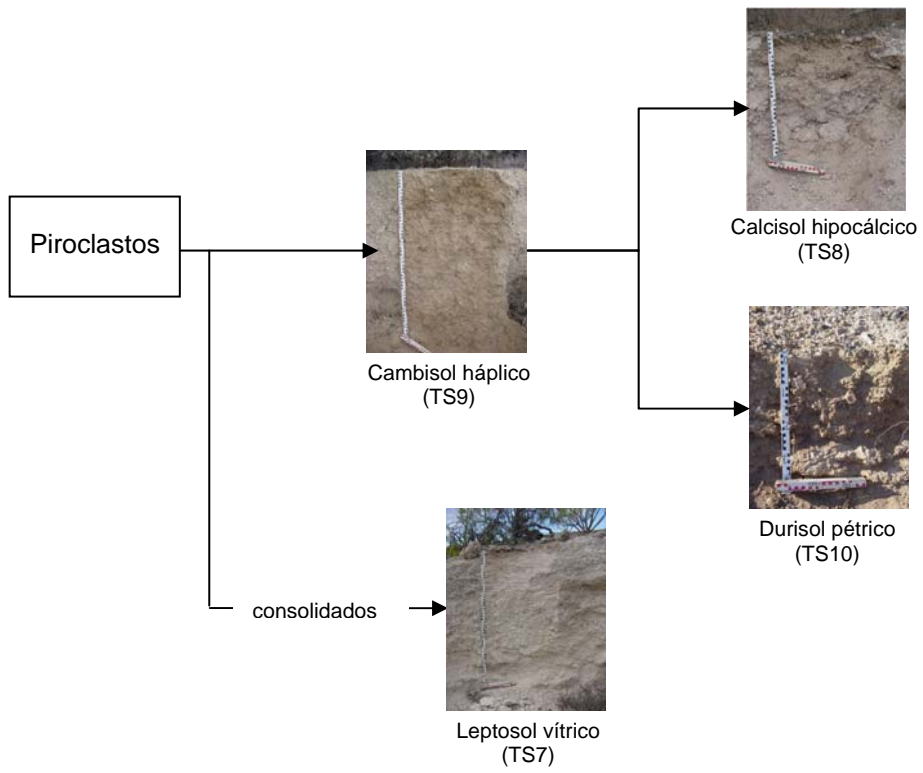 Piroclastos
Cambisol háplico
(TS9)
Calcisol hipocálcico
(TS8)
Durisol pétrico
(TS10)
consolidados
Leptosol vítrico
(TS7)